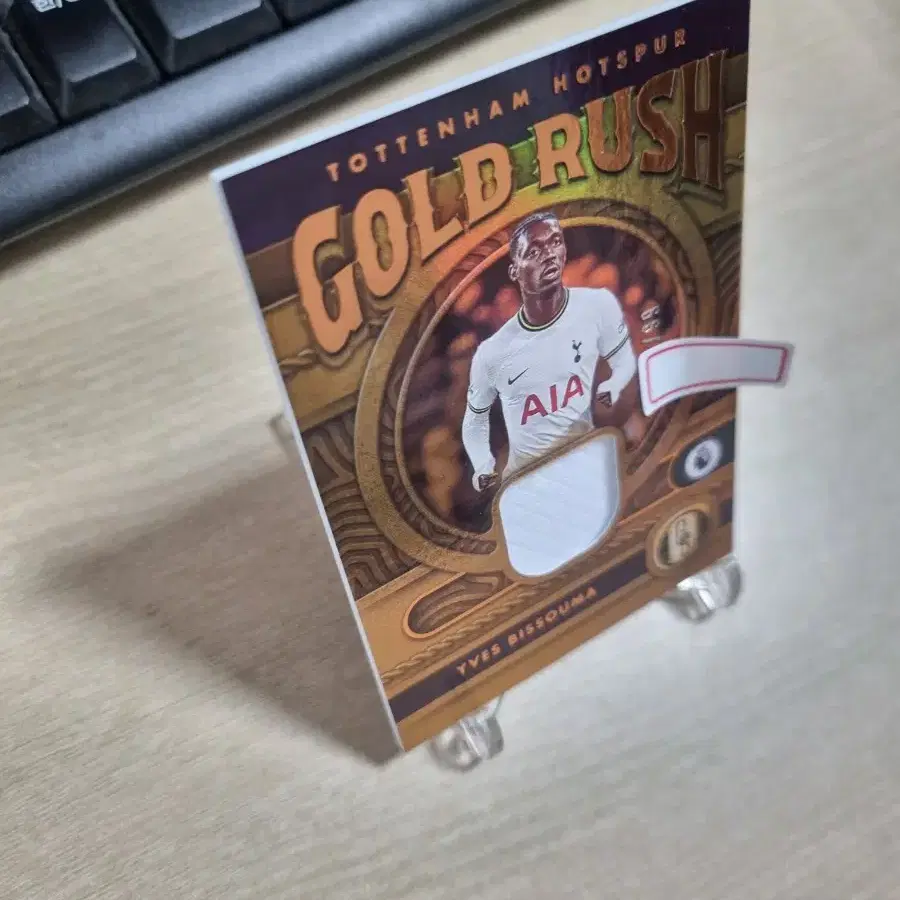 TOTTENHAM HOTSPUR
GOLD RUSH
AIA
YVES BISSOUMA